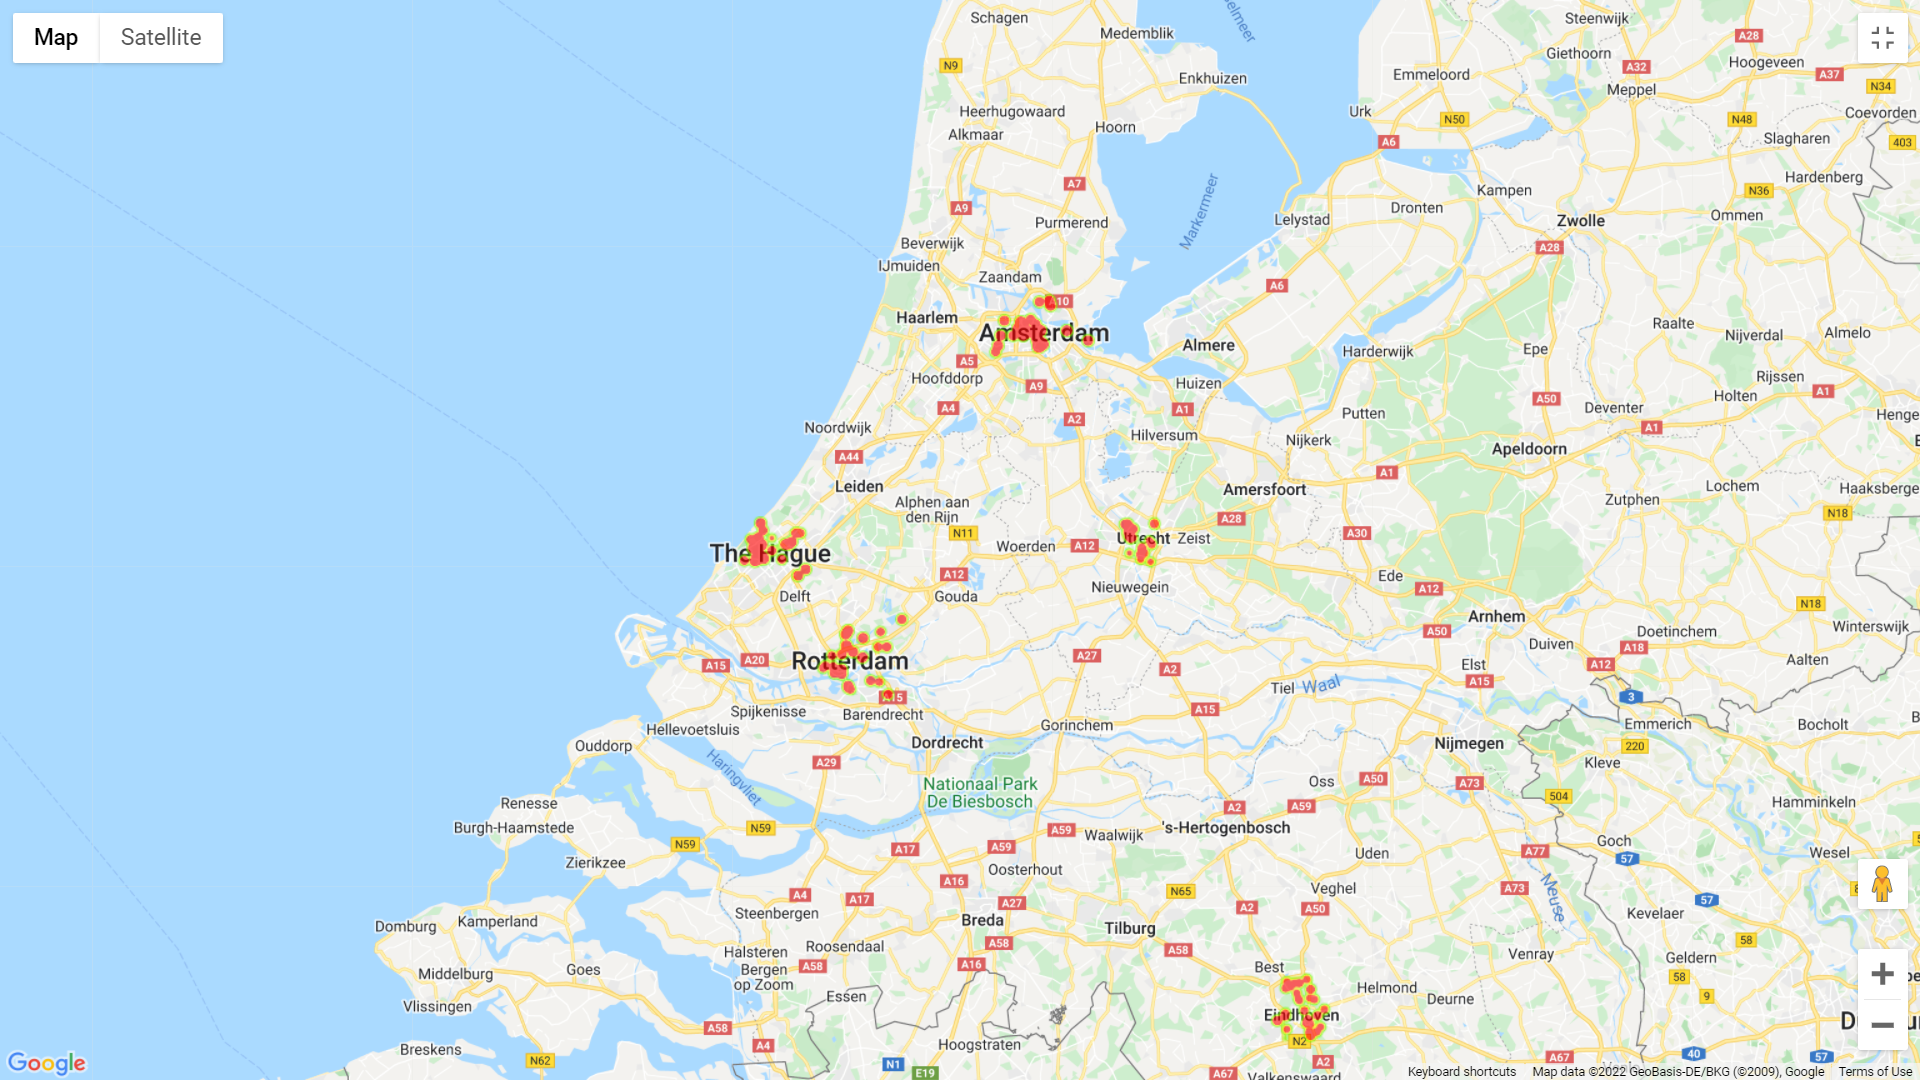 Map
Satellite
Schagen
Medemblik
Steenwijk
A28
Giethoorn
Hoogeveen
N9
A32
A37
Emmeloord
Enkhuizen
Meppel
N34
Heerhugowaard
Urk
N50
N48
Coevorden
Alkmaar
Hoorn
A6
Slagharen
403
A7
Hardenberg
Kampen
N36
A9
Markermeer
Dronten
Ommen
Purmerend
Lelystad
Zwolle
Beverwijk
A28
IJmuiden
Zaandam
A6
A10
Haarlem
Amsterdam
Almere
Raalte
Nijverdal
Almelo
Harderwijk
Epe
A5
Hoofddorp
A9
Huizen
Rijssen
A1
Holten
A50
A4
A1
Putten
Deventer
A2
Noordwijk
Hilversum
Nijkerk
A1
Apeldoorn
A44
A1
Leiden
Amersfoort
Alphen aan
den Rijn
Zutphen
Lochem
Haaksberge
N18
A28
N11
A30
The Hague
Utrecht
Zeist
Woerden
A12
A12
Ede
Delft
Gouda
Nieuwegein
A12
N18
Arnhem
Doetinchem
Winterswijk
A50
Duiven
A18
Rotterdam
A20
A15
A27
A2
Elst
A12
Aalten
A15
Tiel
Waal
A15
3
Spijkenisse
Barendrecht
A15
Hellevoetsluis
Gorinchem
Emmerich
Bocholt
Ouddorp
Dordrecht
Nijmegen
220
Haringvliet
A29
Kleve
Nationaal Park
De Biesbosch
Oss
A50
A73
504
Renesse
A2
A59
Hamminkeln
Burgh-Haamstede
N59
A59
Waalwijk
's-Hertogenbosch
N59
A17
A59
Goch
A77
Uden
57
Wesel
Zierikzee
Oosterhout
A16
N65
Veghel
A73
Meuse
A4
A17
A27
A2
A50
57
Steenbergen
Breda
Kevelaer
Domburg
Kamperland
Tilburg
A58
A58
58
Roosendaal
Halsteren
Venray
Bergen
op Zoom
A58
A16
Best
Geldern
Middelburg
Goes
58
Helmond
Essen
Deurne
9
Vlissingen
Eindhoven
A58
N2
Breskens
N62
A4
Hoogstraten
40
57
N1
E19
A2
A67
A67
Valkenswaard
Google
Keyboard shortcuts
Map data ©2022 GeoBasis-DE/BKG (©2009), Google
Terms of Use